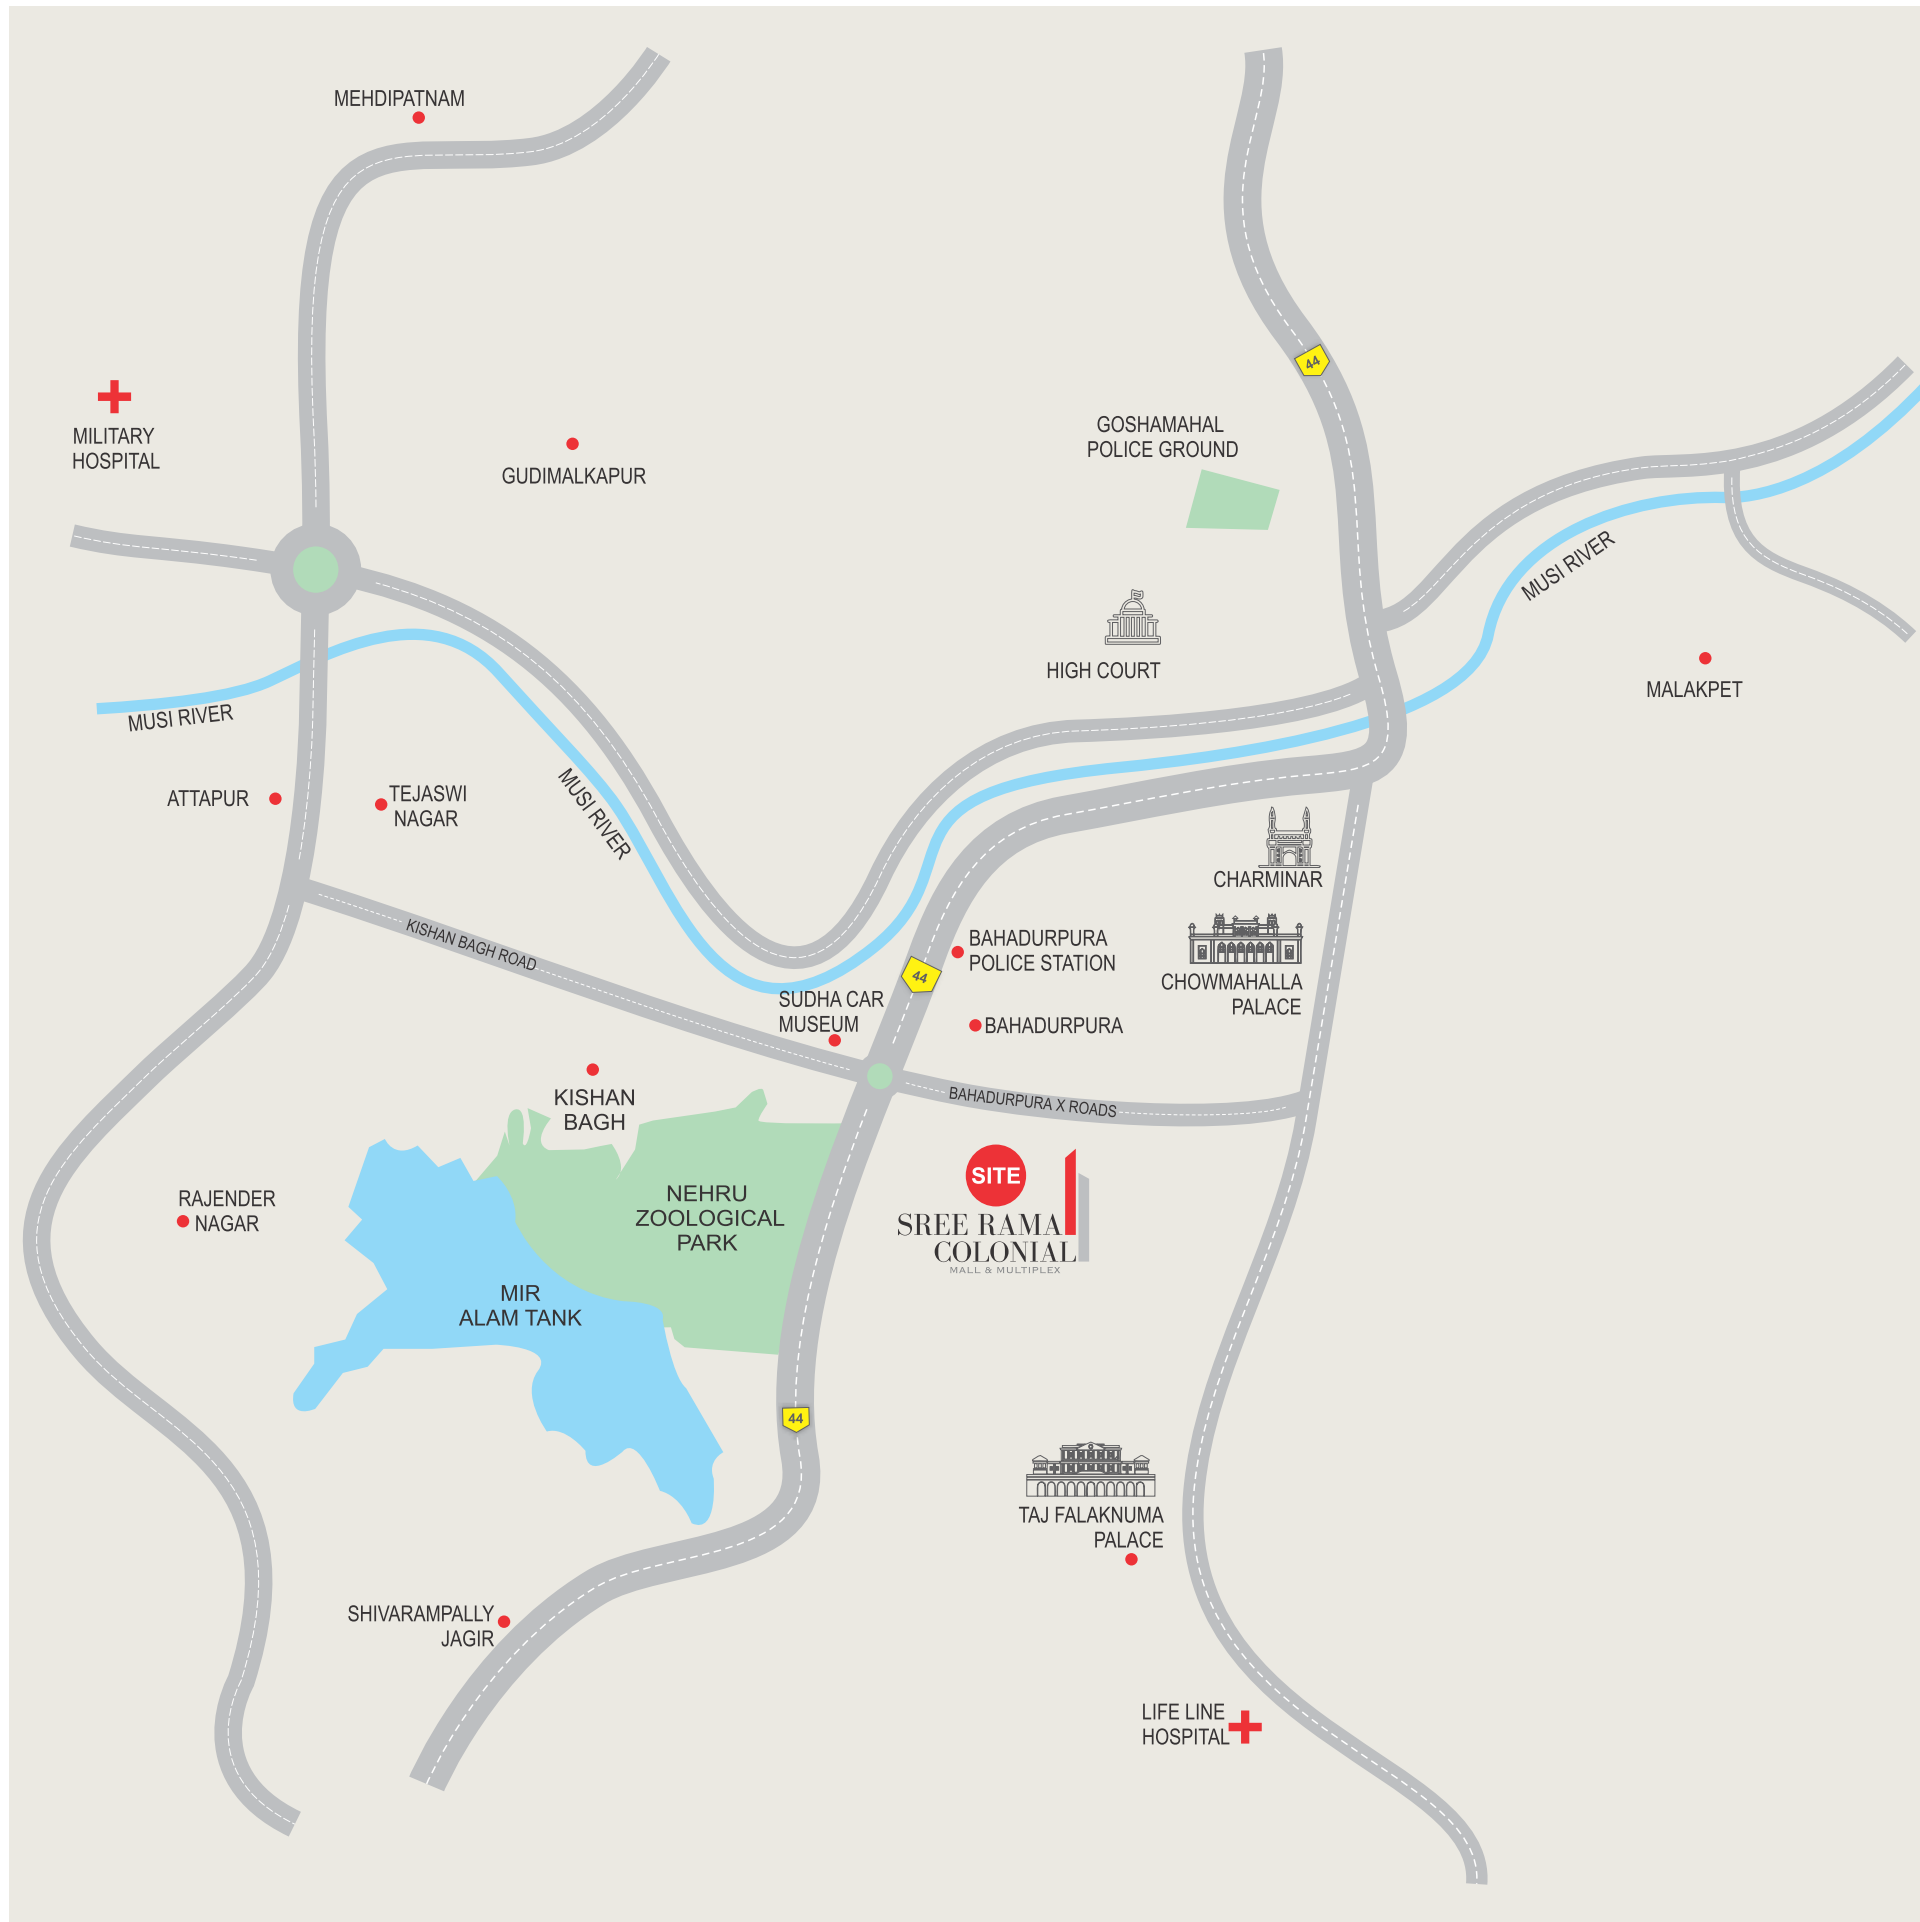 MEHDIPATNAM
44
MILITARY
HOSPITAL
GUDIMALKAPUR
GOSHAMAHAL
POLICE GROUND
MUSI RIVER
HIGH COURT
MALAKPET
MUSI RIVER
ATTAPUR
TEJASWI
NAGAR
MUSI RIVER
CHARMINAR
KISHAN BAGH ROAD
BAHADURPURA
POLICE STATION
44
CHOWMAHALLA
PALACE
SUDHA CAR
MUSEUM
BAHADURPURA
KISHAN
BAGH
BAHADURPURA X ROADS
SITE
SREE RAMA
COLONIAL
MALL & MULTIPLEX
RAJENDER
NAGAR
NEHRU
ZOOLOGICAL
PARK
MIR
ALAM TANK
44
TAJ FALAKNUMA
PALACE
SHIVARAMPALLY
JAGIR
LIFE LINE
HOSPITAL